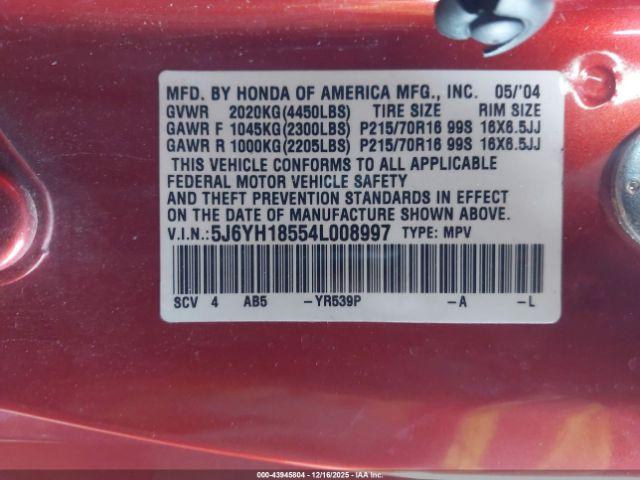 MFD. BY HONDA OF AMERICA MFG., INC. 05/'04
GVWR 2020KG(4450LBS) TIRE SIZE RIM SIZE
GAWR F 1045KG(2300LBS) P215/70R16 99S 16X6.5JJ
GAWR R 1000KG(2205LBS) P215/70R16 99S 16X6.5JJ
THIS VEHICLE CONFORMS TO ALL APPLICABLE
FEDERAL MOTOR VEHICLE SAFETY
AND THEFT PREVENTION STANDARDS IN EFFECT
ON THE DATE OF MANUFACTURE SHOWN ABOVE.
V.I.N.: 5J6YH18554L008997 TYPE: MPV
SCV 4 AB5 -YR539P -A -L
000-43945804 | 12/16/2025 | IAA, Inc.